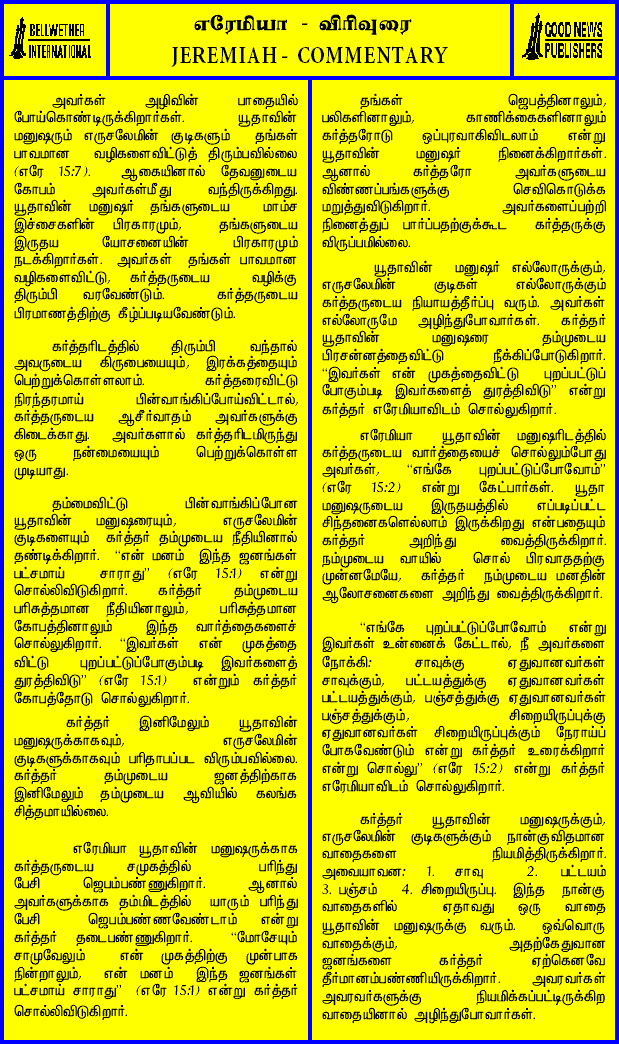 BELLWETHER
INTERNATIONAL
எரேமியா - விரிவுரை
JEREMIAH - COMMENTARY
GOOD NEWS
PUBLISHERS
அவர்கள் அழிவின் பாதையில்
போய்கொண்டிருக்கிறார்கள். யூதாவின்
மனுஷரும் எருசலேமின் குடிகளும் தங்கள்
பாவமான வழிகளைவிட்டுத் திரும்பவில்லை
(எரே 15:7). ஆகையினால் தேவனுடைய
கோபம் அவர்கள்மீது வந்திருக்கிறது.
யூதாவின் மனுஷர் தங்களுடைய மாம்ச
இச்சைகளின் பிரகாரமும், தங்களுடைய
இருதய யோசனையின் பிரகாரமும்
நடக்கிறார்கள். அவர்கள் தங்கள் பாவமான
வழிகளைவிட்டு, கர்த்தருடைய வழிக்கு
திரும்பி வரவேண்டும். கர்த்தருடைய
பிரமாணத்திற்கு கீழ்ப்படியவேண்டும்.
கர்த்தரிடத்தில் திரும்பி வந்தால்
அவருடைய கிருபையையும், இரக்கத்தையும்
பெற்றுக்கொள்ளலாம். கர்த்தரைவிட்டு
நிரந்தரமாய் பின்வாங்கிப்போய்விட்டால்,
கர்த்தருடைய ஆசீர்வாதம் அவர்களுக்கு
கிடைக்காது. அவர்களால் கர்த்தரிடமிருந்து
ஒரு நன்மையையும் பெற்றுக்கொள்ள
முடியாது.
தம்மைவிட்டு பின்வாங்கிப்போன
யூதாவின் மனுஷரையும், எருசலேமின்
குடிகளையும் கர்த்தர் தம்முடைய நீதியினால்
தண்டிக்கிறார். “என் மனம் இந்த ஜனங்கள்
பட்சமாய் சாராது” (எரே 15:1) என்று
சொல்லிவிடுகிறார். கர்த்தர் தம்முடைய
பரிசுத்தமான நீதியினாலும், பரிசுத்தமான
கோபத்தினாலும் இந்த வார்த்தைகளைச்
சொல்லுகிறார். “இவர்கள் என் முகத்தை
விட்டு புறப்பட்டுப்போகும்படி இவர்களைத்
துரத்திவிடு” (எரே 15:1) என்றும் கர்த்தர்
கோபத்தோடு சொல்லுகிறார்.
கர்த்தர் இனிமேலும் யூதாவின்
மனுஷருக்காகவும், எருசலேமின்
குடிகளுக்காகவும் பரிதாபப்பட விரும்பவில்லை.
கர்த்தர் தம்முடைய ஜனத்திற்காக
இனிமேலும் தம்முடைய ஆவியில் கலங்க
சித்தமாயில்லை.
எரேமியா யூதாவின் மனுஷருக்காக
கர்த்தருடைய சமுகத்தில் பரிந்து
பேசி ஜெபம்பண்ணுகிறார். ஆனால்
அவர்களுக்காக தம்மிடத்தில் யாரும் பரிந்து
பேசி ஜெபம்பண்ணவேண்டாம் என்று
கர்த்தர் தடைபண்ணுகிறார். “மோசேயும்
சாமுவேலும் என் முகத்திற்கு முன்பாக
நின்றாலும், என் மனம் இந்த ஜனங்கள்
பட்சமாய் சாராது” (எரே 15:1) என்று கர்த்தர்
சொல்லிவிடுகிறார்.
தங்கள் ஜெபத்தினாலும்,
பலிகளினாலும், காணிக்கைகளினாலும்
கர்த்தரோடு ஒப்புரவாகிவிடலாம் என்று
யூதாவின் மனுஷர் நினைக்கிறார்கள்.
ஆனால் கர்த்தரோ அவர்களுடைய
விண்ணப்பங்களுக்கு செவிகொடுக்க
மறுத்துவிடுகிறார். அவர்களைப்பற்றி
நினைத்துப் பார்ப்பதற்குக்கூட கர்த்தருக்கு
விருப்பமில்லை.
யூதாவின் மனுஷர் எல்லோருக்கும்,
எருசலேமின் குடிகள் எல்லோருக்கும்
கர்த்தருடைய நியாயத்தீர்ப்பு வரும். அவர்கள்
எல்லோருமே அழிந்துபோவார்கள். கர்த்தர்
யூதாவின் மனுஷரை தம்முடைய
பிரசன்னத்தைவிட்டு நீக்கிப்போடுகிறார்.
“இவர்கள் என் முகத்தைவிட்டு புறப்பட்டுப்
போகும்படி இவர்களைத் துரத்திவிடு” என்று
கர்த்தர் எரேமியாவிடம் சொல்லுகிறார்.
எரேமியா யூதாவின் மனுஷரிடத்தில்
கர்த்தருடைய வார்த்தையைச் சொல்லும்போது
அவர்கள், “எங்கே புறப்பட்டுப்போவோம்”
(எரே 15:2) என்று கேட்பார்கள். யூதா
மனுஷருடைய இருதயத்தில் எப்படிப்பட்ட
சிந்தனைகளெல்லாம் இருக்கிறது என்பதையும்
கர்த்தர் அறிந்து வைத்திருக்கிறார்.
நம்முடைய வாயில் சொல் பிரவாததற்கு
முன்னமேயே, கர்த்தர் நம்முடைய மனதின்
ஆலோசனைகளை அறிந்து வைத்திருக்கிறார்.
“எங்கே புறப்பட்டுப்போவோம் என்று
இவர்கள் உன்னைக் கேட்டால், நீ அவர்களை
நோக்கி: சாவுக்கு ஏதுவானவர்கள்
சாவுக்கும், பட்டயத்துக்கு ஏதுவானவர்கள்
பட்டயத்துக்கும், பஞ்சத்துக்கு ஏதுவானவர்கள்
பஞ்சத்துக்கும், சிறையிருப்புக்கு
ஏதுவானவர்கள் சிறையிருப்புக்கும் நேராய்ப்
போகவேண்டும் என்று கர்த்தர் உரைக்கிறார்
என்று சொல்லு” (எரே 15:2) என்று கர்த்தர்
எரேமியாவிடம் சொல்லுகிறார்.
கர்த்தர் யூதாவின் மனுஷருக்கும்,
எருசலேமின் குடிகளுக்கும் நான்குவிதமான
வாதைகளை நியமித்திருக்கிறார்.
அவையாவன: 1. சாவு 2. பட்டயம்
3. பஞ்சம் 4. சிறையிருப்பு. இந்த நான்கு
வாதைகளில் ஏதாவது ஒரு வாதை
யூதாவின் மனுஷருக்கு வரும். ஒவ்வொரு
வாதைக்கும், அதற்கேதுவான
ஜனங்களை கர்த்தர் ஏற்கெனவே
தீர்மானம்பண்ணியிருக்கிறார். அவரவர்கள்
அவரவர்களுக்கு நியமிக்கப்பட்டிருக்கிற
வாதையினால் அழிந்துபோவார்கள்.